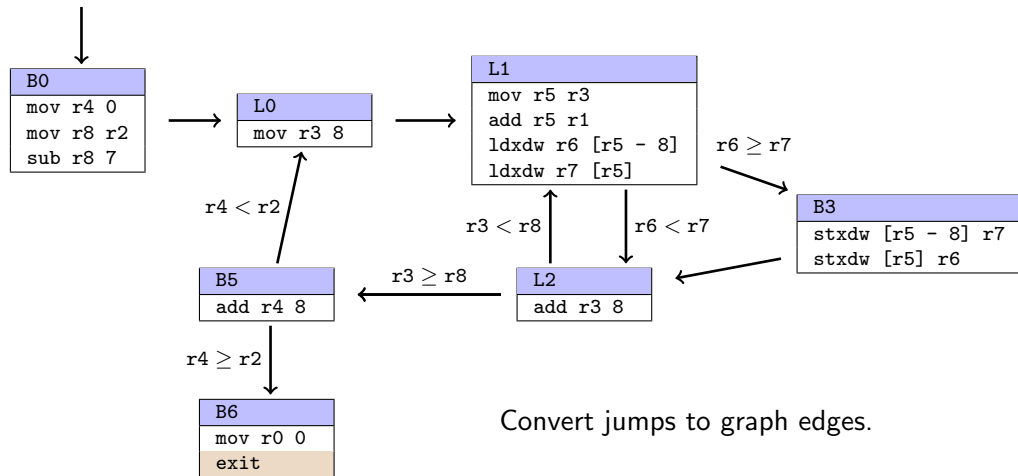 B0
mov r4 0
mov r8 r2
sub r8 7
L0
mov r3 8
L1
mov r5 r3
add r5 r1
ldxdw r6 [r5 - 8]
ldxdw r7 [r5]
r6 ≥ r7
B3
stxdw [r5 - 8] r7
stxdw [r5] r6
r4 < r2
r3 < r8
r6 < r7
B5
add r4 8
r3 ≥ r8
L2
add r3 8
r4 ≥ r2
B6
mov r0 0
exit
Convert jumps to graph edges.